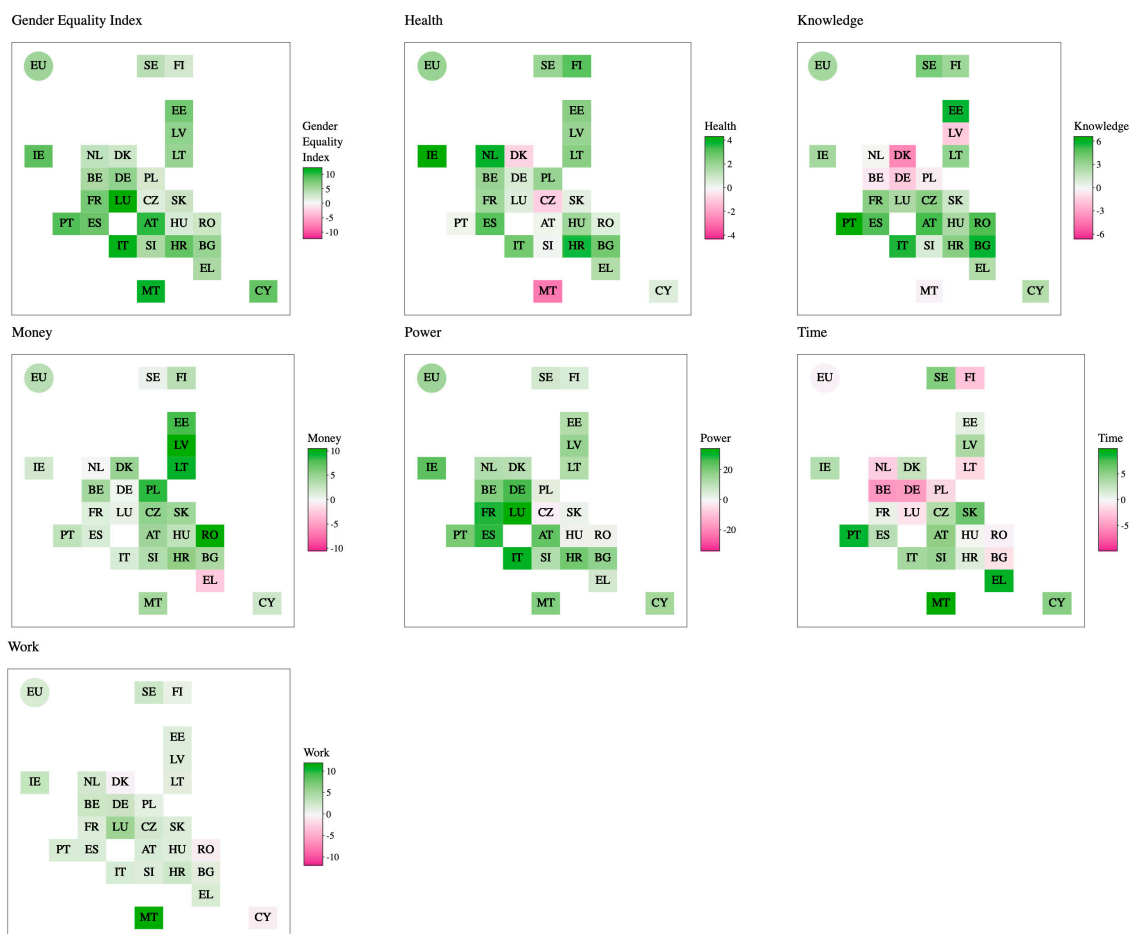 Gender Equality Index
EU SE FI
EE
LV
IE NL DK LT
BE DE PL
FR LU CZ SK
PT ES AT HU RO
IT SI HR BG
EL
MT CY
Gender
Equality
Index
10
5
0
-5
-10
Health
EU SE FI
EE
LV
IE NL DK LT
BE DE PL
FR LU CZ SK
PT ES AT HU RO
IT SI HR BG
EL
MT CY
Health
4
2
0
-2
-4
Knowledge
EU SE FI
EE
LV
IE NL DK LT
BE DE PL
FR LU CZ SK
PT ES AT HU RO
IT SI HR BG
EL
MT CY
Knowledge
6
3
0
-3
-6
Money
EU SE FI
EE
LV
IE NL DK LT
BE DE PL
FR LU CZ SK
PT ES AT HU RO
IT SI HR BG
EL
MT CY
Money
10
5
0
-5
-10
Power
EU SE FI
EE
LV
IE NL DK LT
BE DE PL
FR LU CZ SK
PT ES AT HU RO
IT SI HR BG
EL
MT CY
Power
20
0
-20
Time
EU SE FI
EE
LV
IE NL DK LT
BE DE PL
FR LU CZ SK
PT ES AT HU RO
IT SI HR BG
EL
MT CY
Time
5
0
-5
Work
EU SE FI
EE
LV
IE NL DK LT
BE DE PL
FR LU CZ SK
PT ES AT HU RO
IT SI HR BG
EL
MT CY
Work
10
5
0
-5
-10